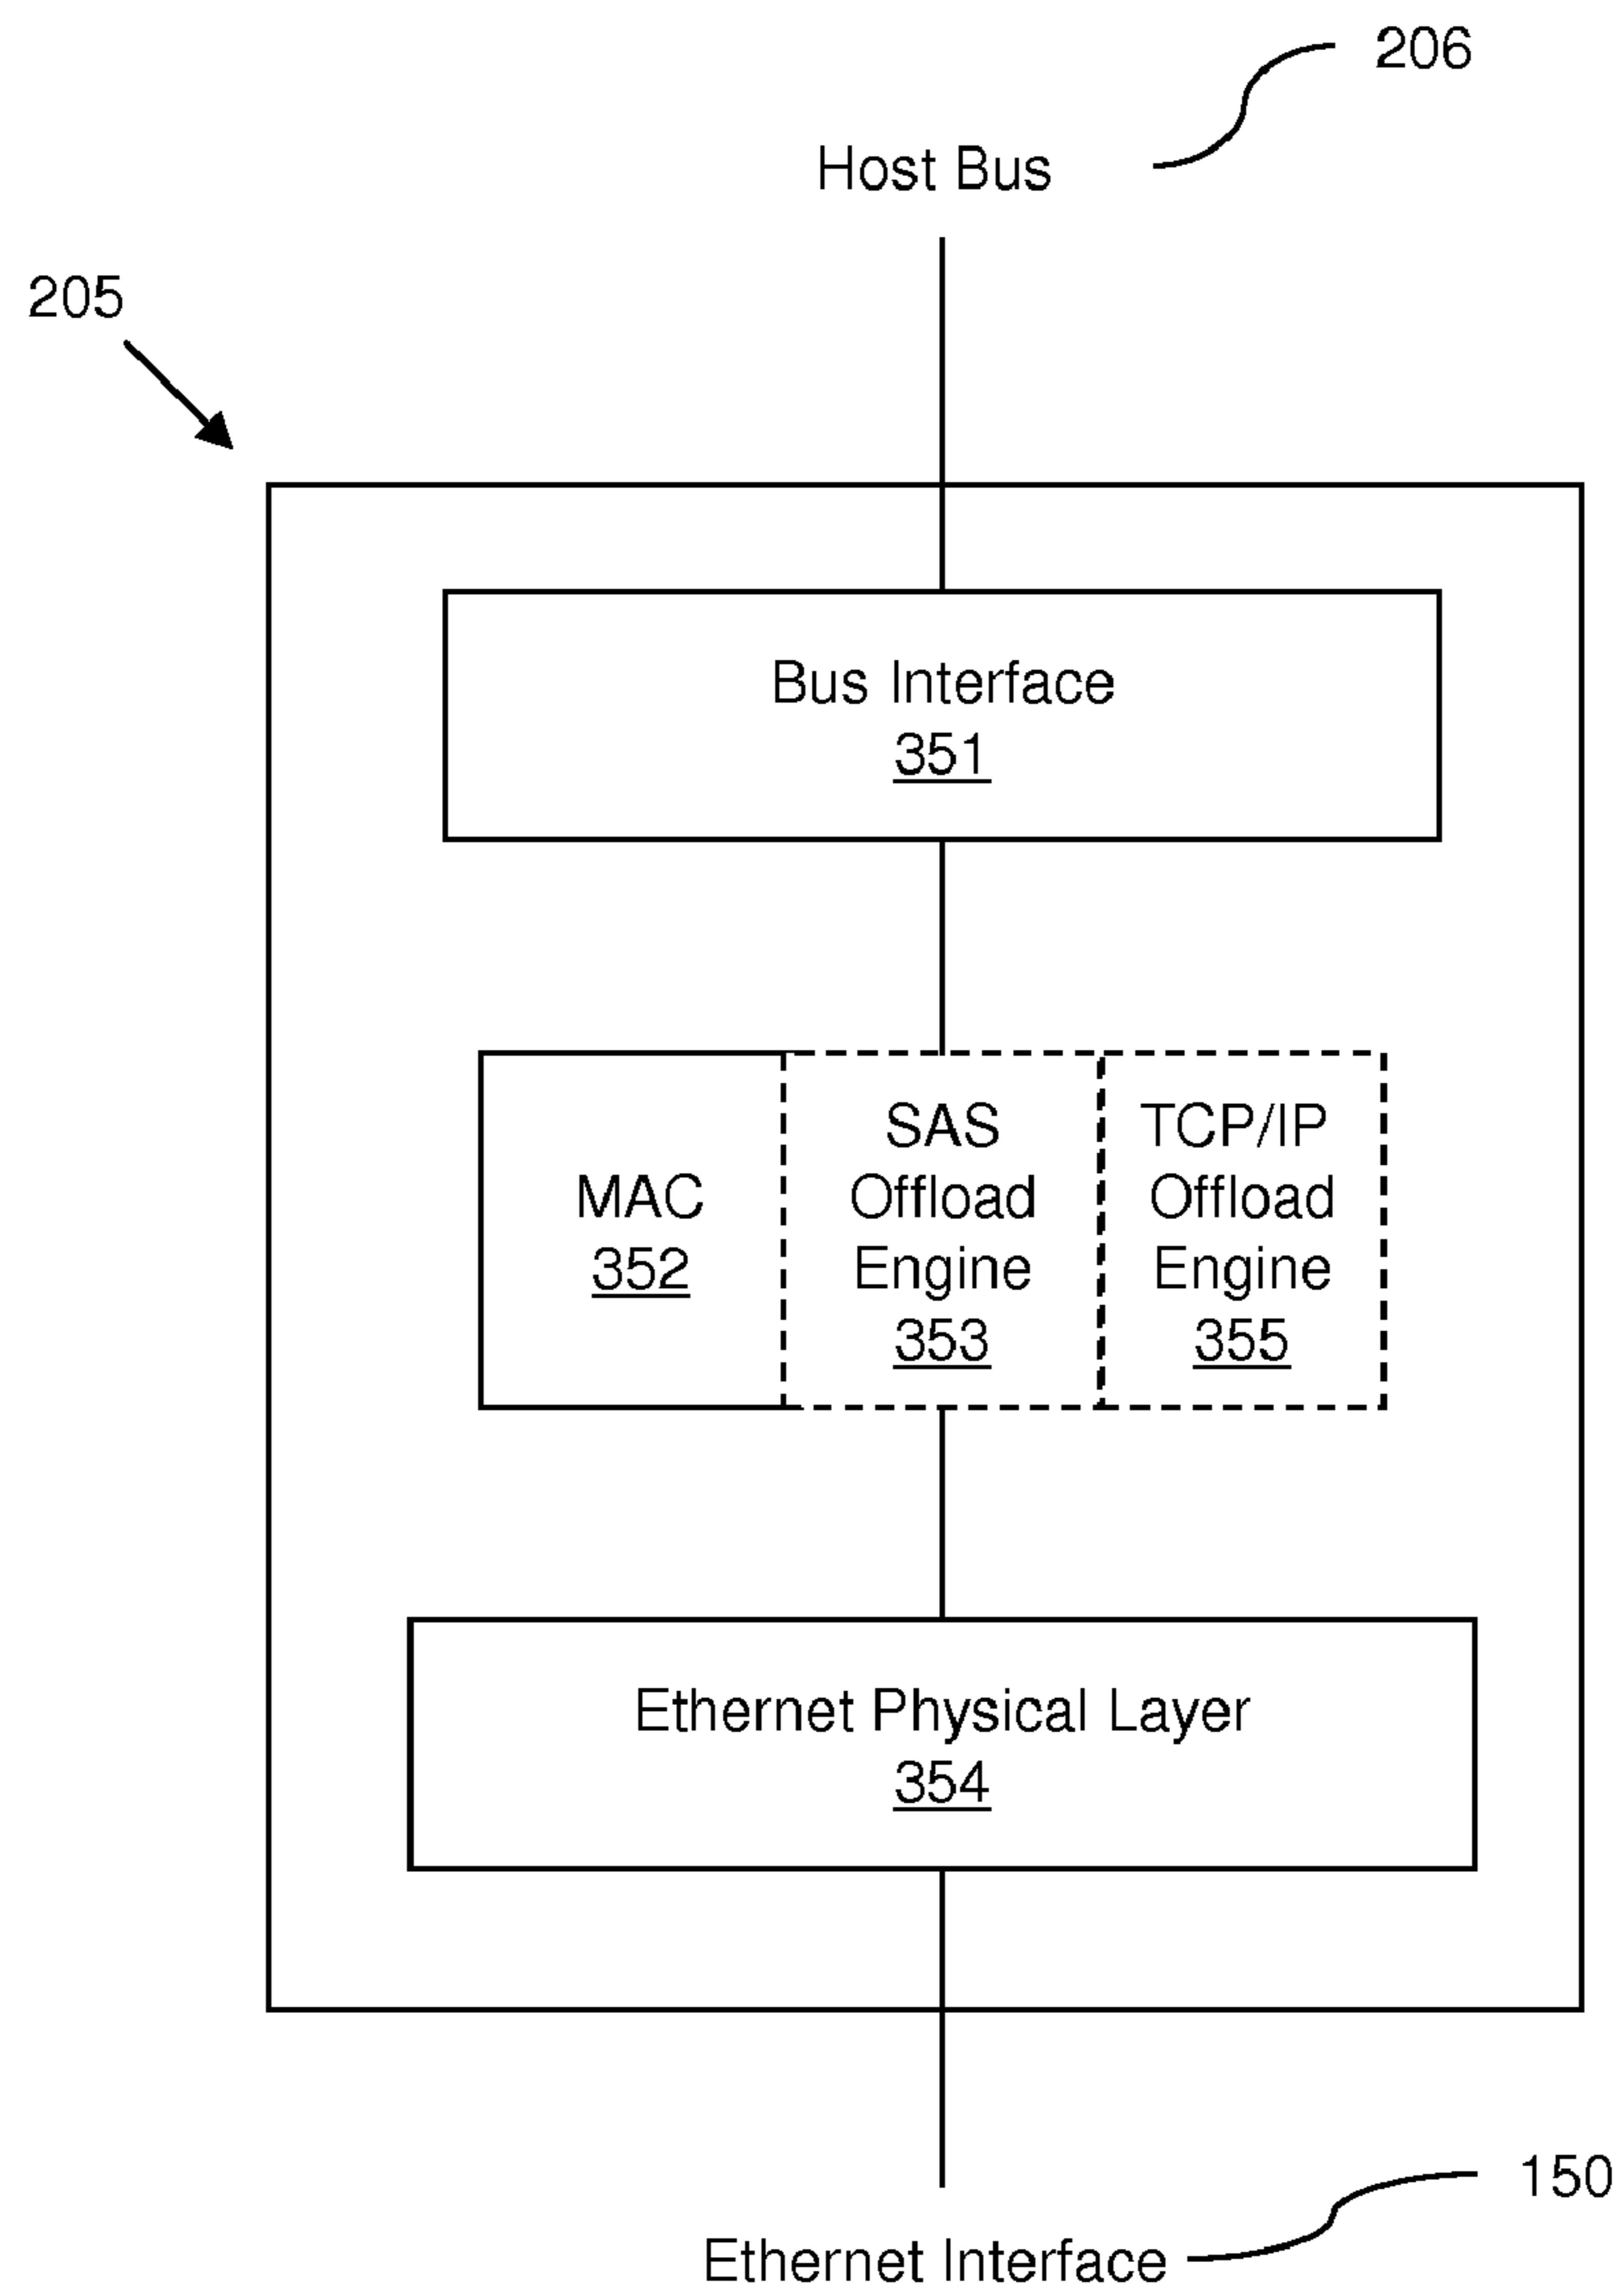 206
Host Bus
205
Bus Interface
351
MAC
352
SAS
Offload
Engine
353
TCP/IP
Offload
Engine
355
Ethernet Physical Layer
354
150
Ethernet Interface